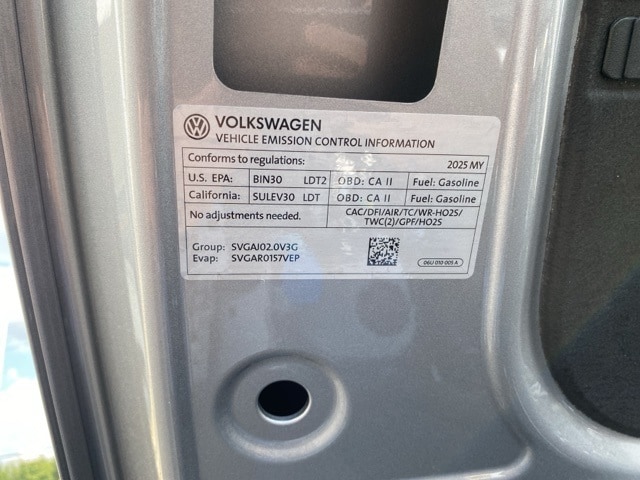 VOLKSWAGEN
VEHICLE EMISSION CONTROL INFORMATION
Conforms to regulations: 2025 MY
U.S. EPA: BIN30 LDT2 OBD: CA II Fuel: Gasoline
California: SULEV30 LDT OBD: CA II Fuel: Gasoline
No adjustments needed. CAC/DFI/AIR/TC/WR-HO2S/
TWC(2)/GPF/HO2S
Group: SVGAJ02.0V3G
Evap: SVGAR0157VEP
06U 010 005 A